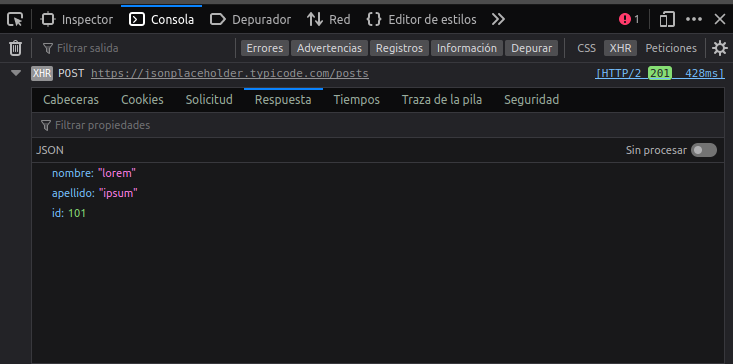 Inspector Consola Depurador Red Editor de estilos 1
Filtrar salida Errores Advertencias Registros Información Depurar CSS XHR Peticiones
XHR POST https://jsonplaceholder.typicode.com/posts [HTTP/2 201 428ms]
Cabeceras Cookies Solicitud Respuesta Tiempos Traza de la pila Seguridad
Filtrar propiedades
JSON Sin procesar
nombre: "lorem"
apellido: "ipsum"
id: 101